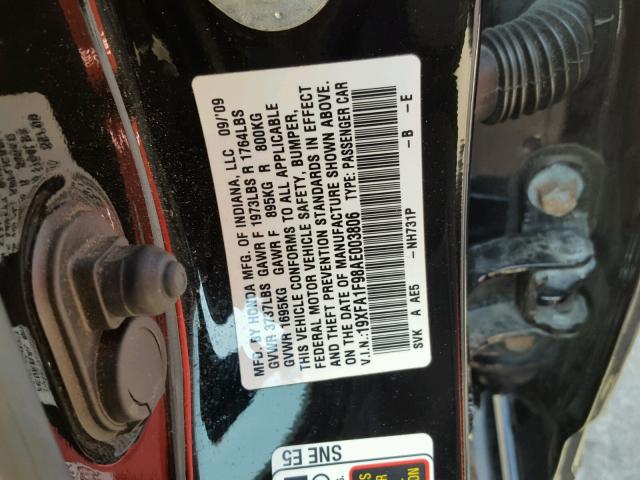 MFD. BY HONDA MFG. OF INDIANA, LLC 09/'09
GVWR 3737LBS GAWR F 1973LBS R 1764LBS
GVWR 1695KG GAWR F 895KG R 800KG
THIS VEHICLE CONFORMS TO ALL APPLICABLE
FEDERAL MOTOR VEHICLE SAFETY, BUMPER,
AND THEFT PREVENTION STANDARDS IN EFFECT
ON THE DATE OF MANUFACTURE SHOWN ABOVE.
V.I.N.:19XFA1F98AE003806 TYPE: PASSENGER CAR
-NH731P -B -E
SVK A AE5
SNE E5